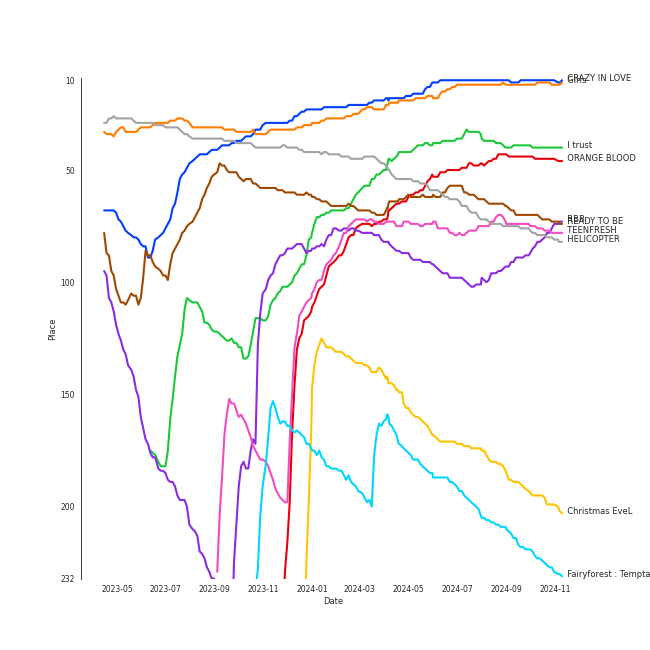 10
50
100
150
200
232
Place
2023-05
2023-07
2023-09
2023-11
2024-01
2024-03
2024-05
2024-07
2024-09
2024-11
Date
CRAZY IN LOVE
I trust
ORANGE BLOOD
READY TO BE
TEENFRESH
HELICOPTER
Christmas EveL
Fairyforest : Tempta